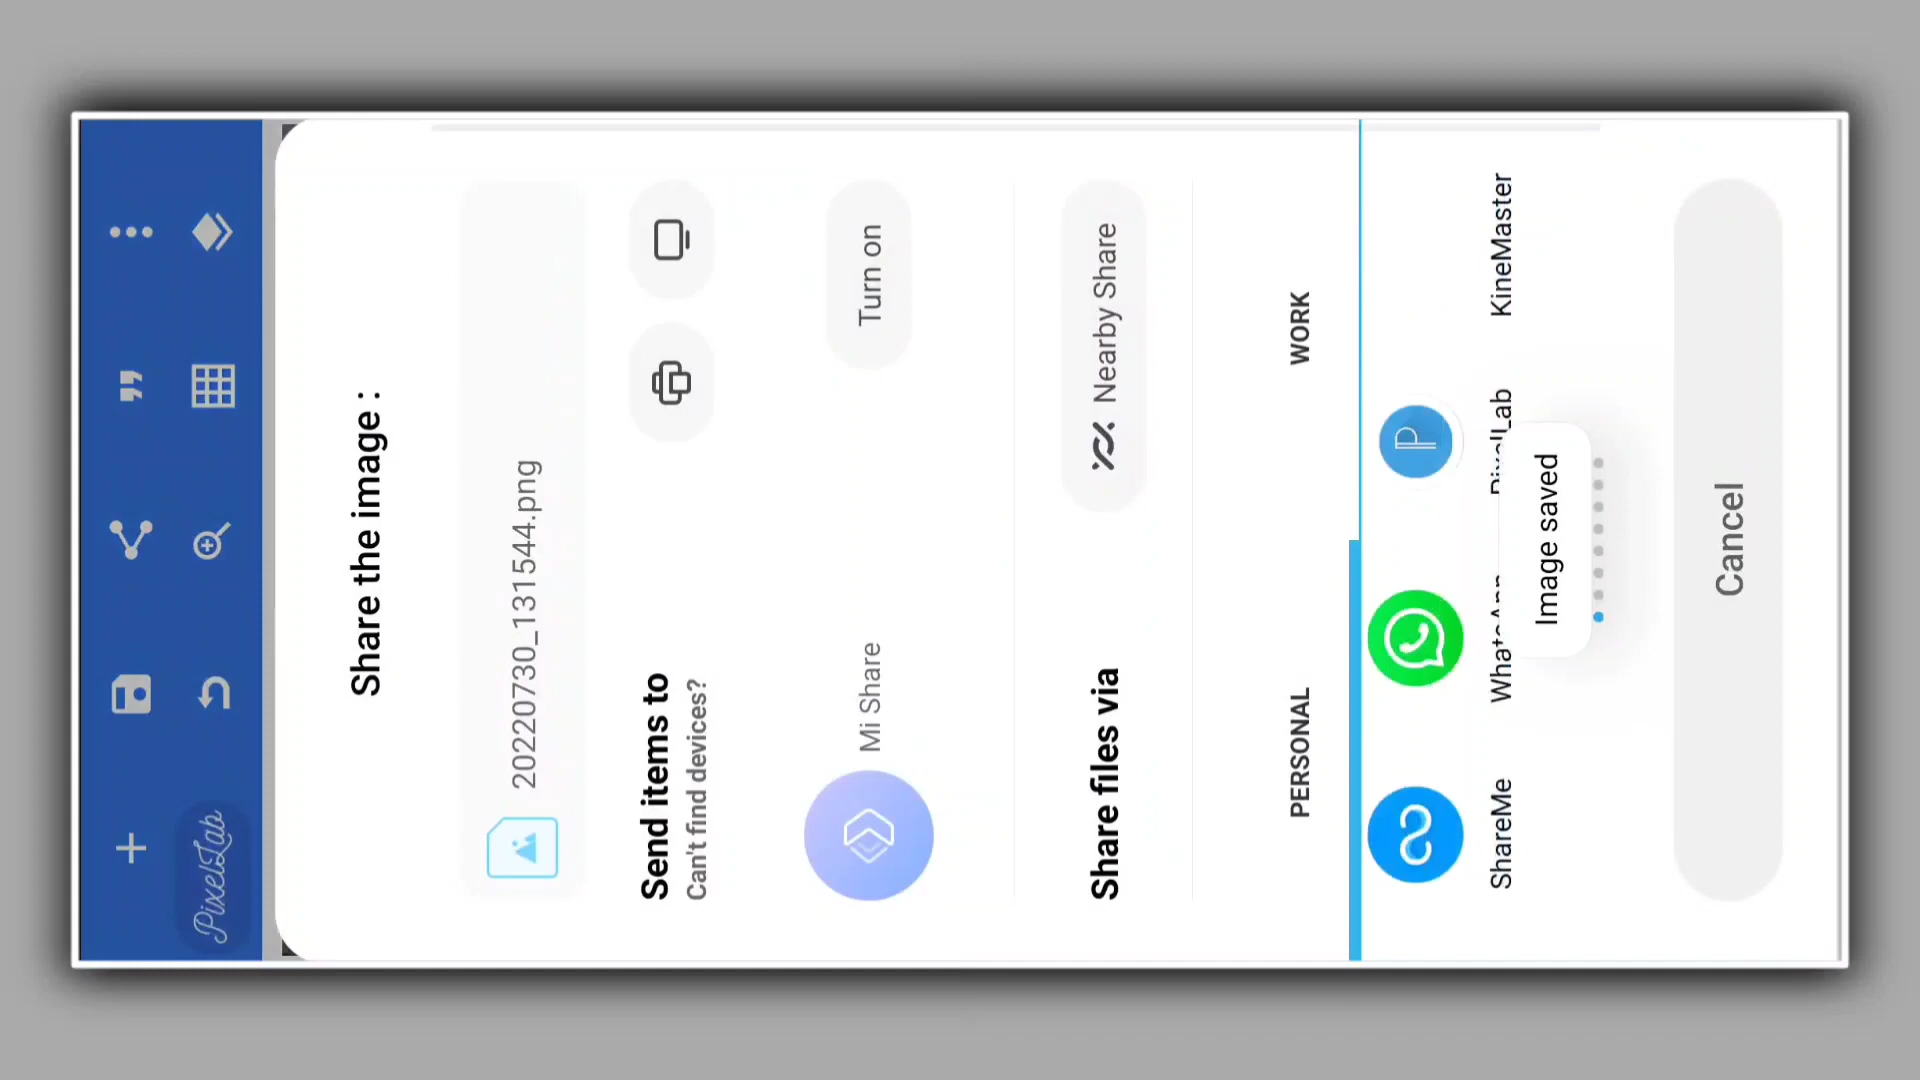 PixelLab
Share the image :
20220730_131544.png
Send items to
Can't find devices?
Mi Share
Turn on
Share files via
Nearby Share
PERSONAL
WORK
ShareMe
WhatsApp
PixelLab
KineMaster
Image saved
Cancel